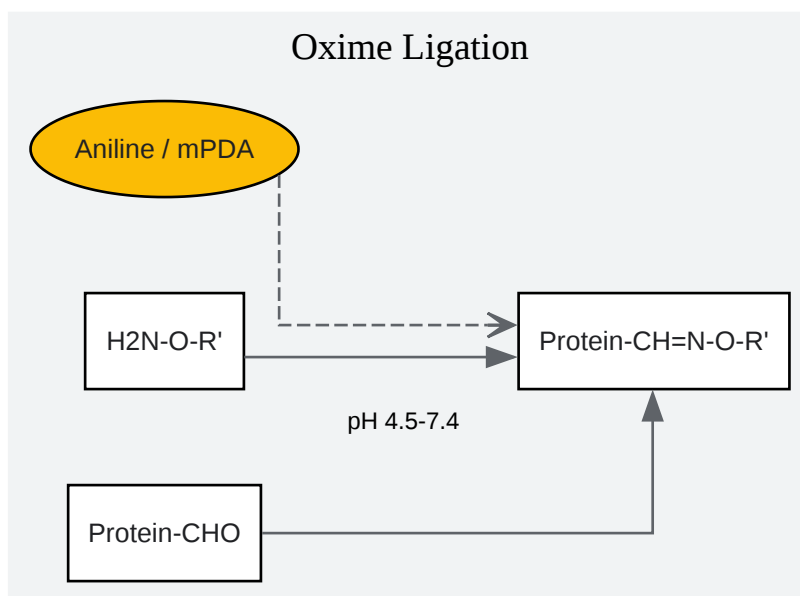 Oxime Ligation
Aniline / mPDA
H2N-O-R'
Protein-CH=N-O-R'
pH 4.5-7.4
Protein-CHO